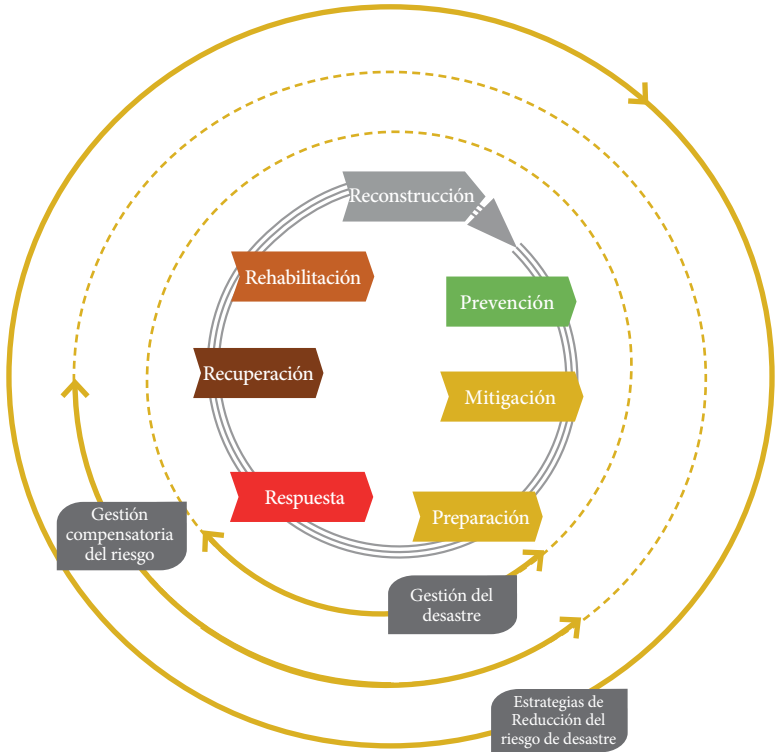 Reconstrucción
Rehabilitación
Prevención
Recuperación
Mitigación
Respuesta
Preparación
Gestión
compensatoria
del riesgo
Gestión del
desastre
Estrategias de
Reducción del
riesgo de desastre